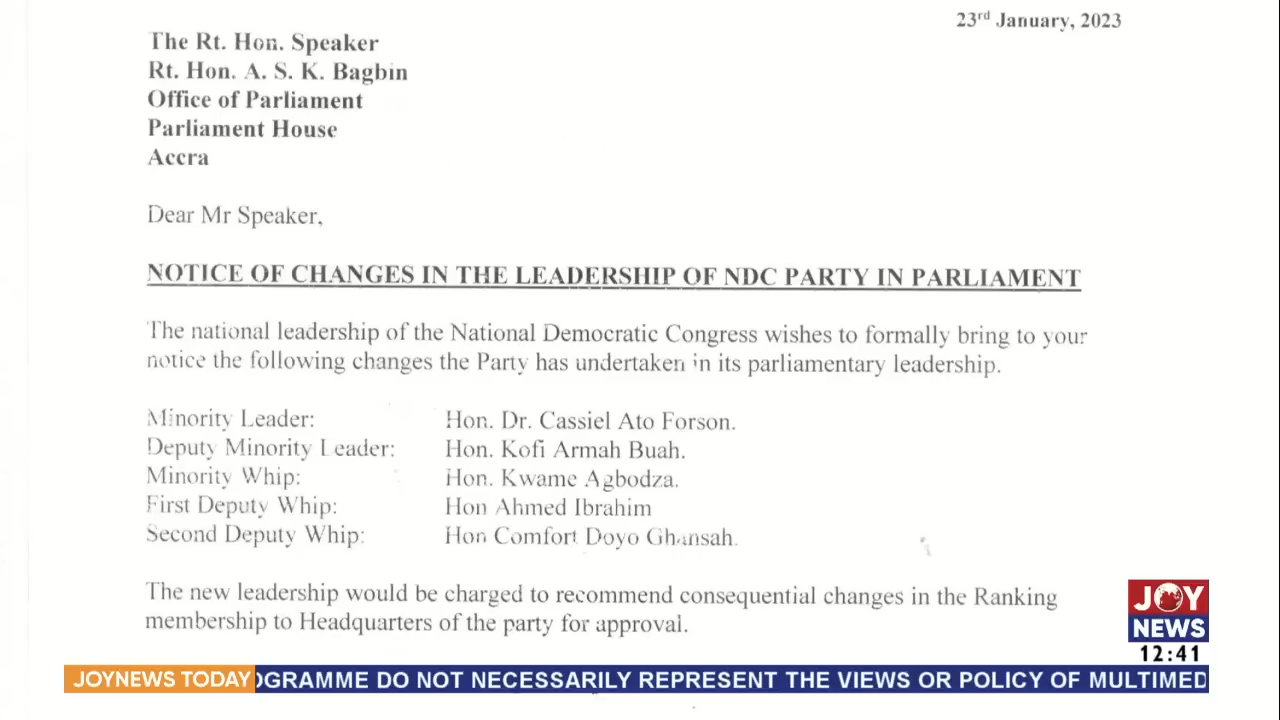 23rd January, 2023
The Rt. Hon. Speaker
Rt. Hon. A. S. K. Bagbin
Office of Parliament
Parliament House
Accra
Dear Mr Speaker,
NOTICE OF CHANGES IN THE LEADERSHIP OF NDC PARTY IN PARLIAMENT
The national leadership of the National Democratic Congress wishes to formally bring to your
notice the following changes the Party has undertaken in its parliamentary leadership.
Minority Leader: Hon. Dr. Cassiel Ato Forson.
Deputy Minority Leader: Hon. Kofi Armah Buah.
Minority Whip: Hon. Kwame Agbodza.
First Deputy Whip: Hon Ahmed Ibrahim
Second Deputy Whip: Hon Comfort Doyo Ghansah.
The new leadership would be charged to recommend consequential changes in the Ranking
membership to Headquarters of the party for approval.
JOY
NEWS
12:41
JOYNEWS TODAY OGRAMME DO NOT NECESSARILY REPRESENT THE VIEWS OR POLICY OF MULTIMED